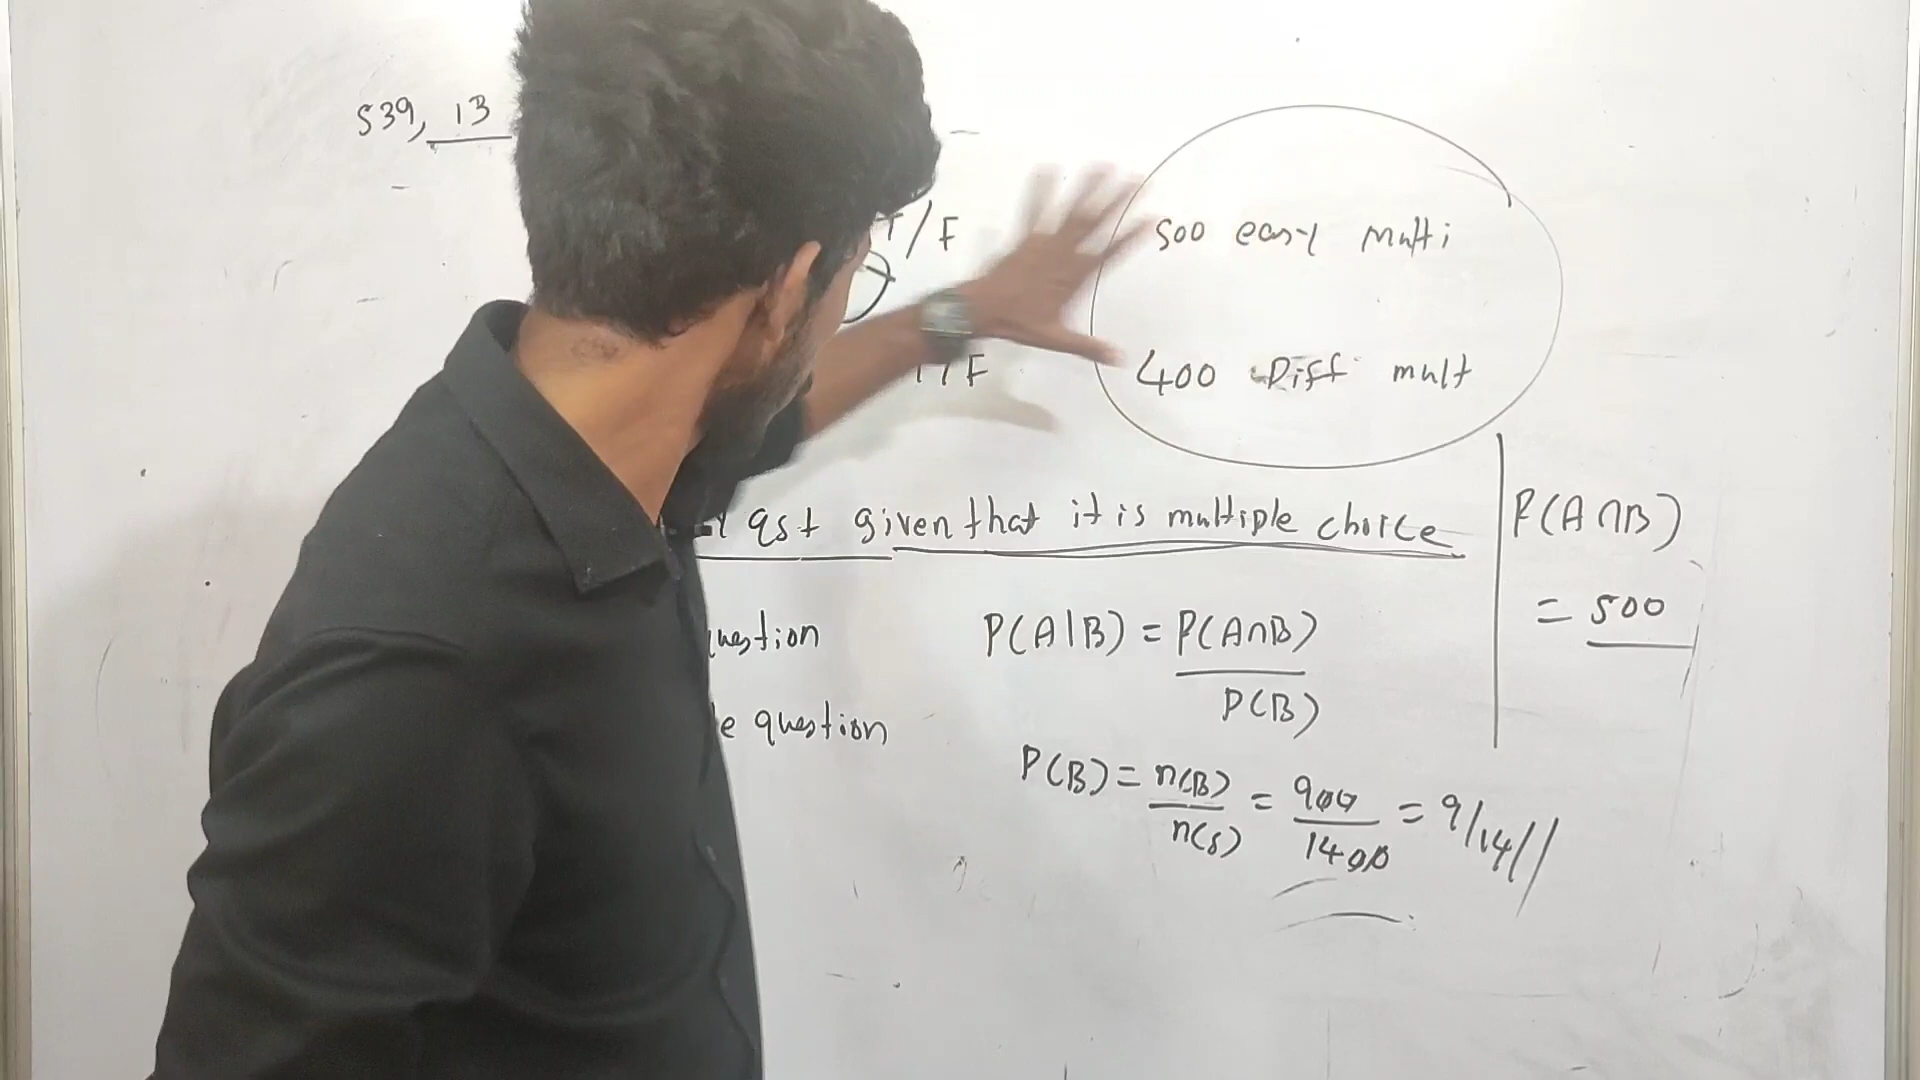 539, 13
T/F
500 easy multi
T/F
400 Diff mult
qst given that it is multiple choice
P(A∩B)
= 500
question
P(A|B) = P(A∩B)
P(B)
question
P(B) = n(B) = 900 = 9/14//
n(S) 1400